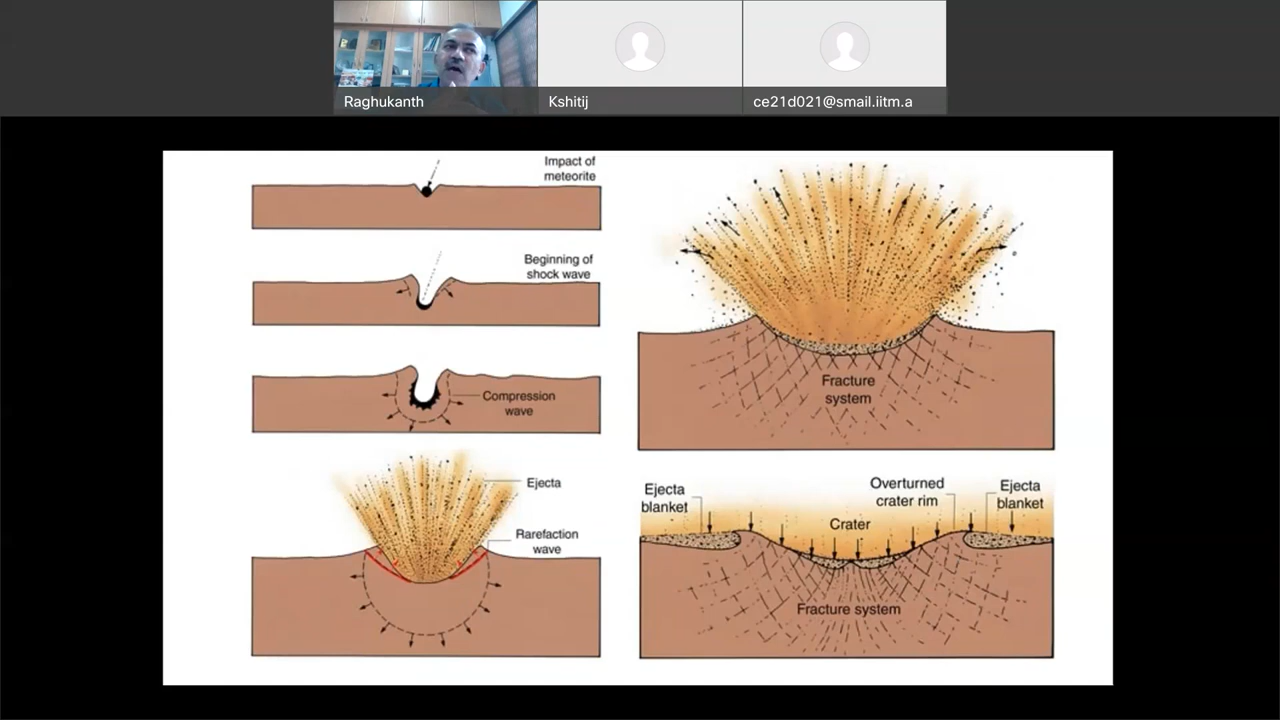 Raghukanth
Kshitij
ce21d021@smail.iitm.a
Impact of
meteorite
Beginning of
shock wave
Compression
wave
Ejecta
Rarefaction
wave
Fracture
system
Ejecta
blanket
Overturned
crater rim
Ejecta
blanket
Crater
Fracture system